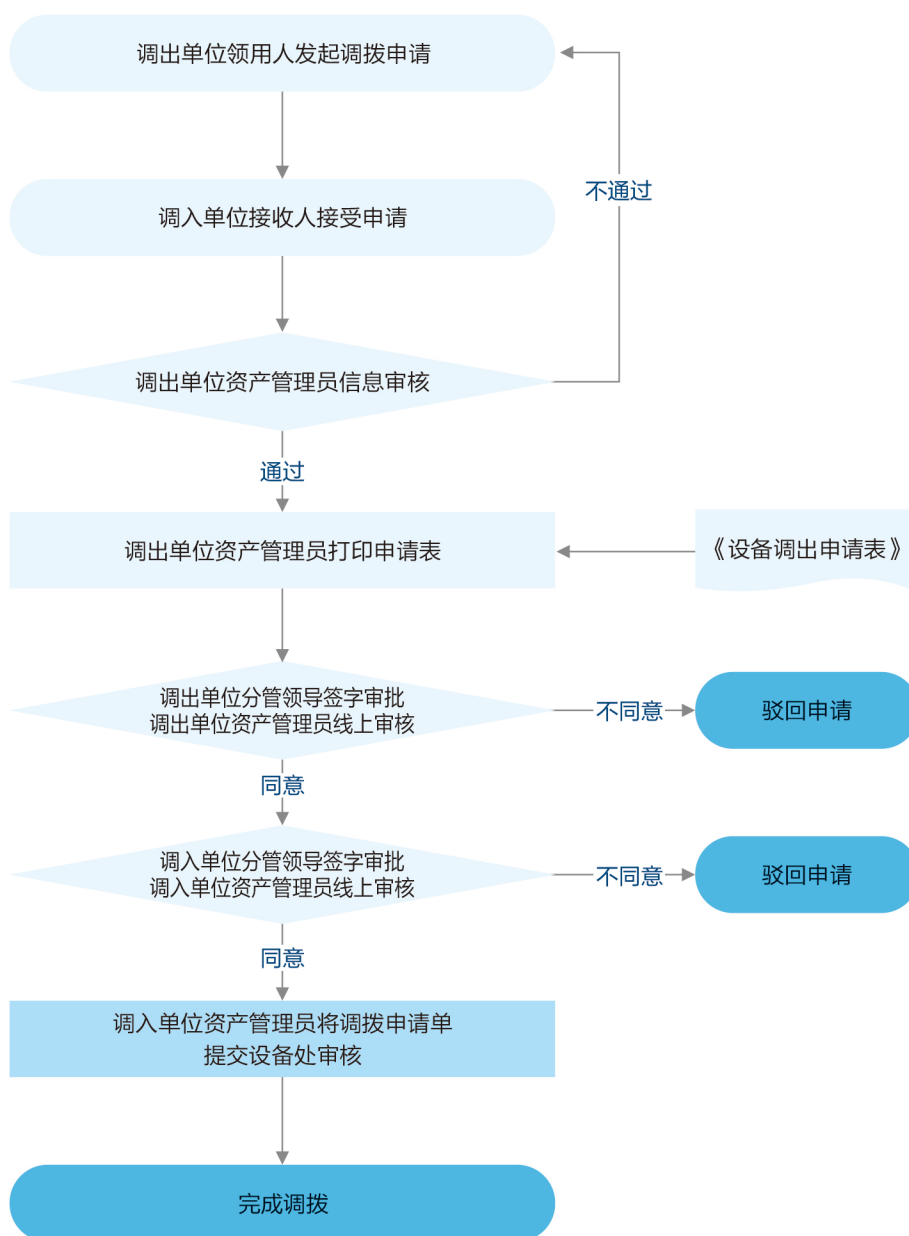 调出单位领用人发起调拨申请
不通过
调入单位接收人接受申请
调出单位资产管理员信息审核
通过
调出单位资产管理员打印申请表
《设备调出申请表》
调出单位分管领导签字审批
调出单位资产管理员线上审核
不同意
驳回申请
同意
调入单位分管领导签字审批
调入单位资产管理员线上审核
不同意
驳回申请
同意
调入单位资产管理员将调拨申请单
提交设备处审核
完成调拨